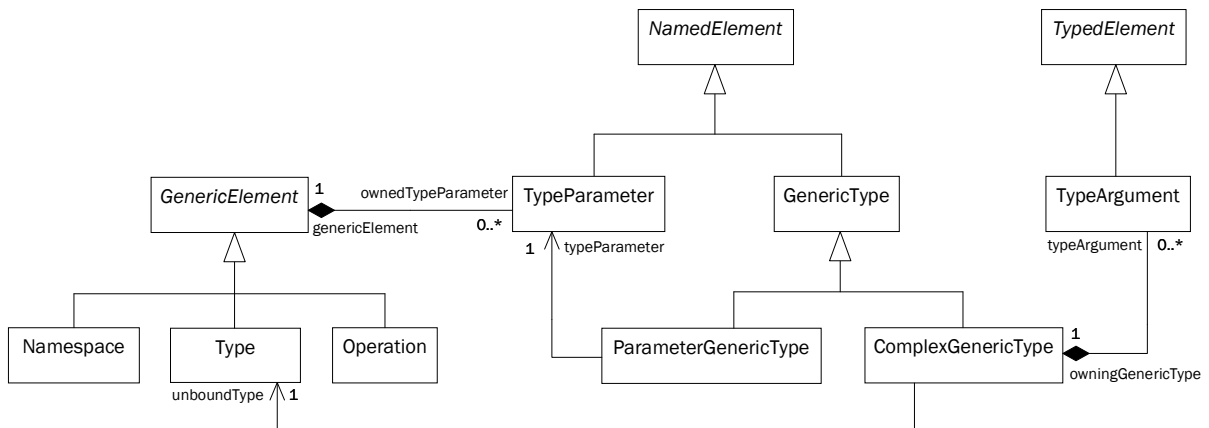 NamedElement
TypedElement
GenericElement
1
ownedTypeParameter
genericElement
0..*
TypeParameter
GenericType
TypeArgument
1
typeParameter
typeArgument
0..*
Namespace
Type
Operation
ParameterGenericType
ComplexGenericType
1
owningGenericType
unboundType
1